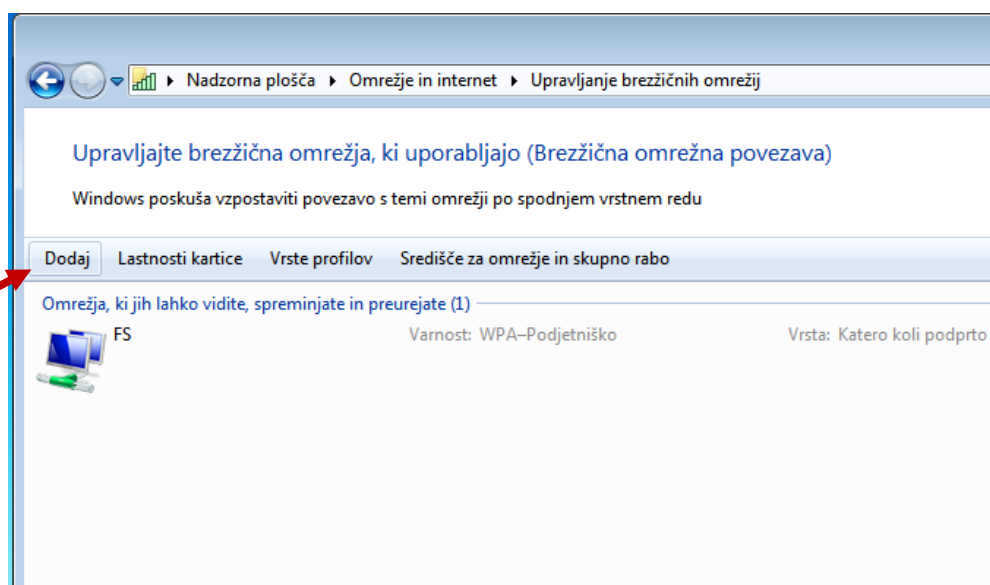 Nadzorna plošča Omrežje in internet Upravljanje brezžičnih omrežij
Upravljajte brezžična omrežja, ki uporabljajo (Brezžična omrežna povezava)
Windows poskuša vzpostaviti povezavo s temi omrežji po spodnjem vrstnem redu
Dodaj Lastnosti kartice Vrste profilov Središče za omrežje in skupno rabo
Omrežja, ki jih lahko vidite, spreminjate in preurejate (1)
FS Varnost: WPA–Podjetniško Vrsta: Katero koli podprto